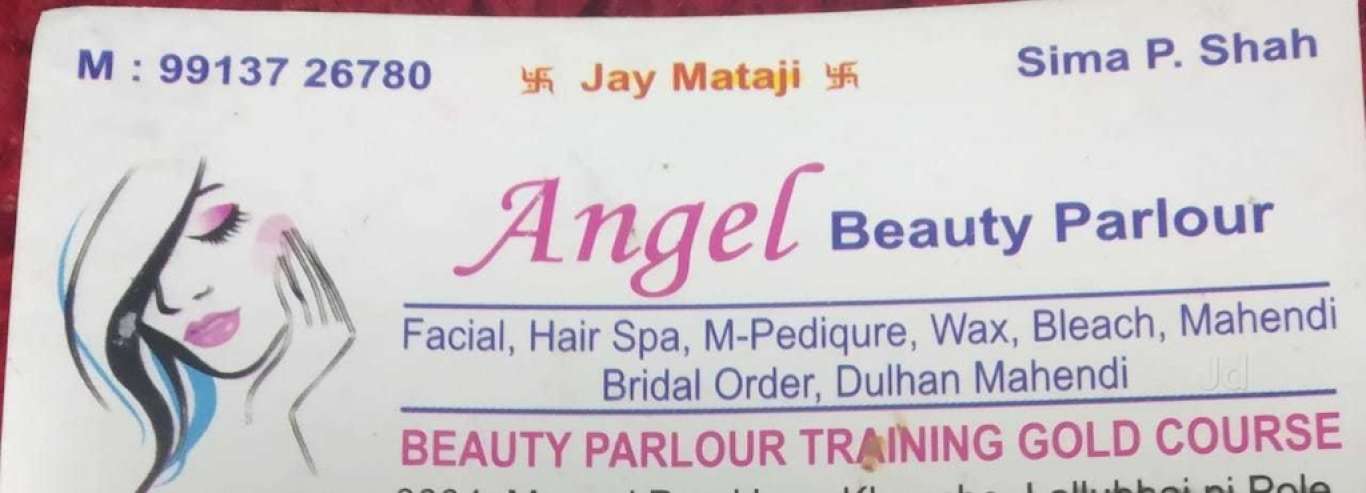 M : 99137 26780 卐 Jay Mataji 卐 Sima P. Shah
Angel Beauty Parlour
Facial, Hair Spa, M-Pediqure, Wax, Bleach, Mahendi
Bridal Order, Dulhan Mahendi
Jd
BEAUTY PARLOUR TRAINING GOLD COURSE